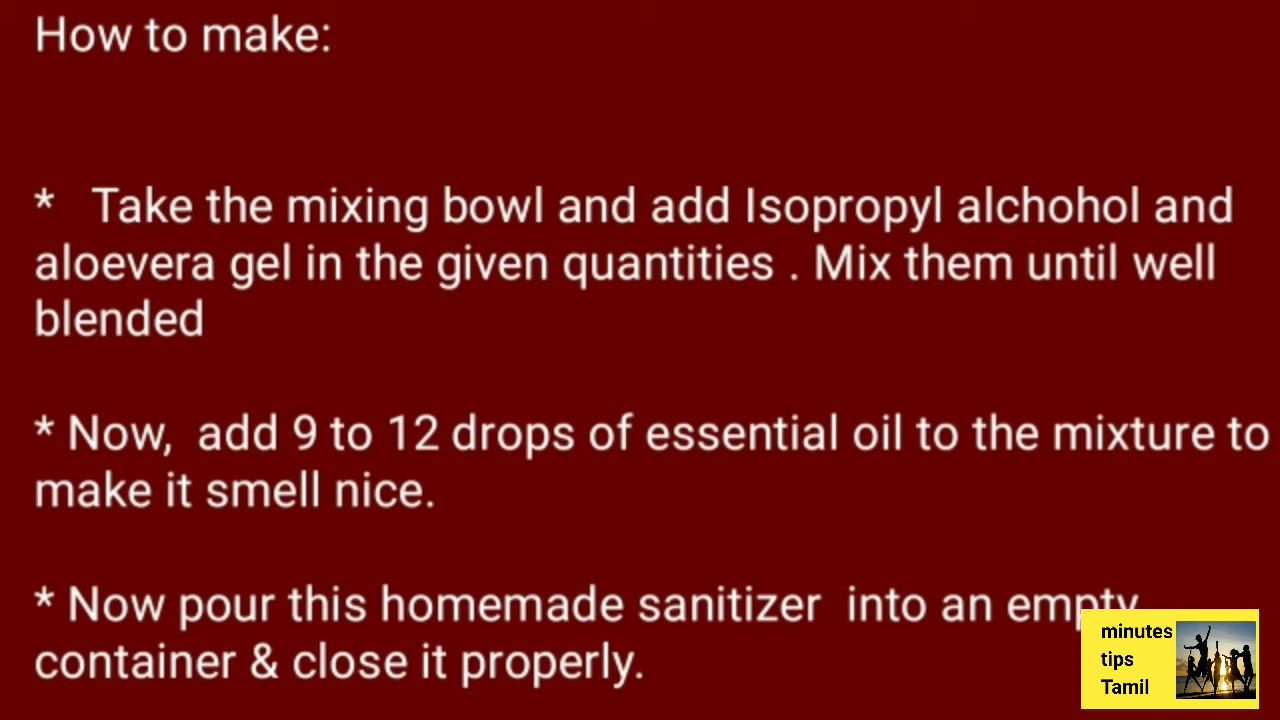 How to make:
*   Take the mixing bowl and add Isopropyl alchohol and
aloevera gel in the given quantities . Mix them until well
blended
* Now,  add 9 to 12 drops of essential oil to the mixture to
make it smell nice.
* Now pour this homemade sanitizer  into an empty
container & close it properly.
minutes
tips
Tamil